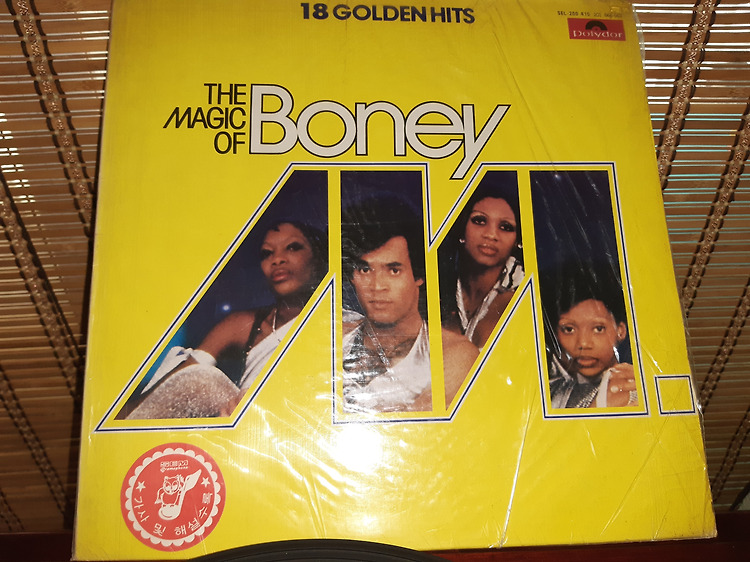 18 GOLDEN HITS
polydor
THE
MAGIC
OF
Boney
M.
가사 및 해설수록